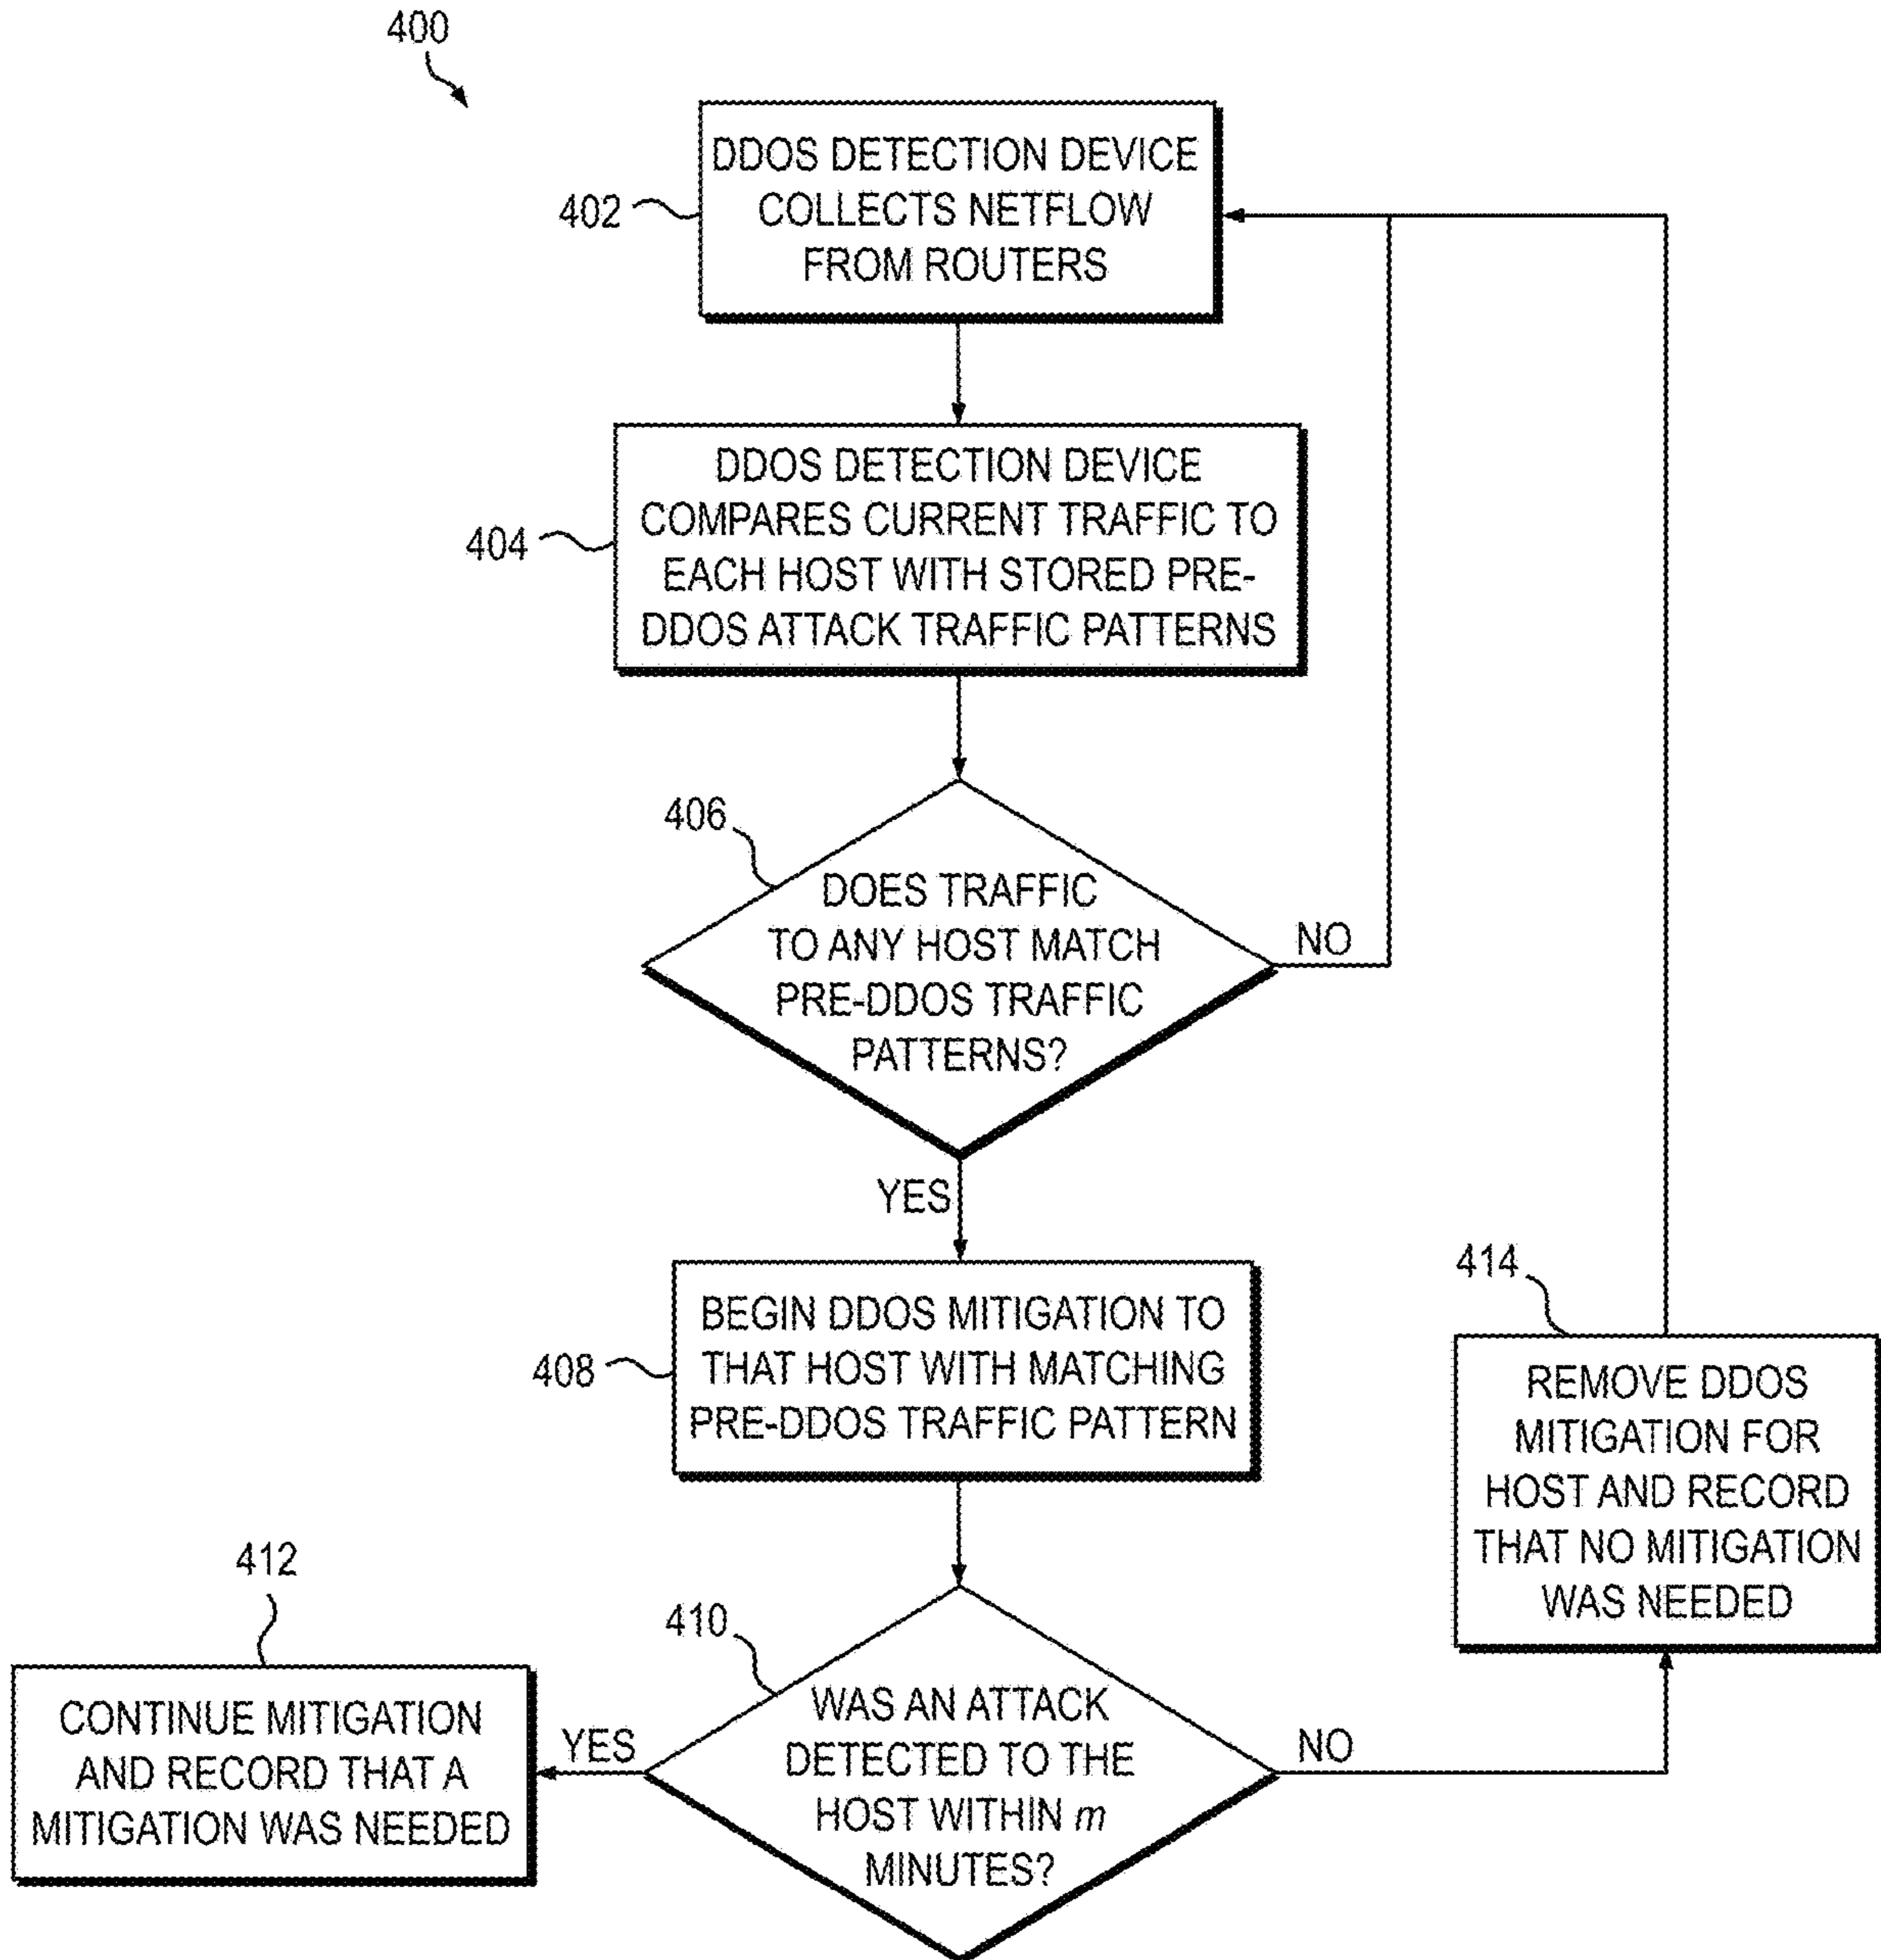 400
DDOS DETECTION DEVICE
COLLECTS NETFLOW
FROM ROUTERS
402
DDOS DETECTION DEVICE
COMPARES CURRENT TRAFFIC TO
EACH HOST WITH STORED PRE-
DDOS ATTACK TRAFFIC PATTERNS
404
406
DOES TRAFFIC
TO ANY HOST MATCH
PRE-DDOS TRAFFIC
PATTERNS?
NO
YES
BEGIN DDOS MITIGATION TO
THAT HOST WITH MATCHING
PRE-DDOS TRAFFIC PATTERN
408
414
REMOVE DDOS
MITIGATION FOR
HOST AND RECORD
THAT NO MITIGATION
WAS NEEDED
412
CONTINUE MITIGATION
AND RECORD THAT A
MITIGATION WAS NEEDED
YES
410
WAS AN ATTACK
DETECTED TO THE
HOST WITHIN m
MINUTES?
NO